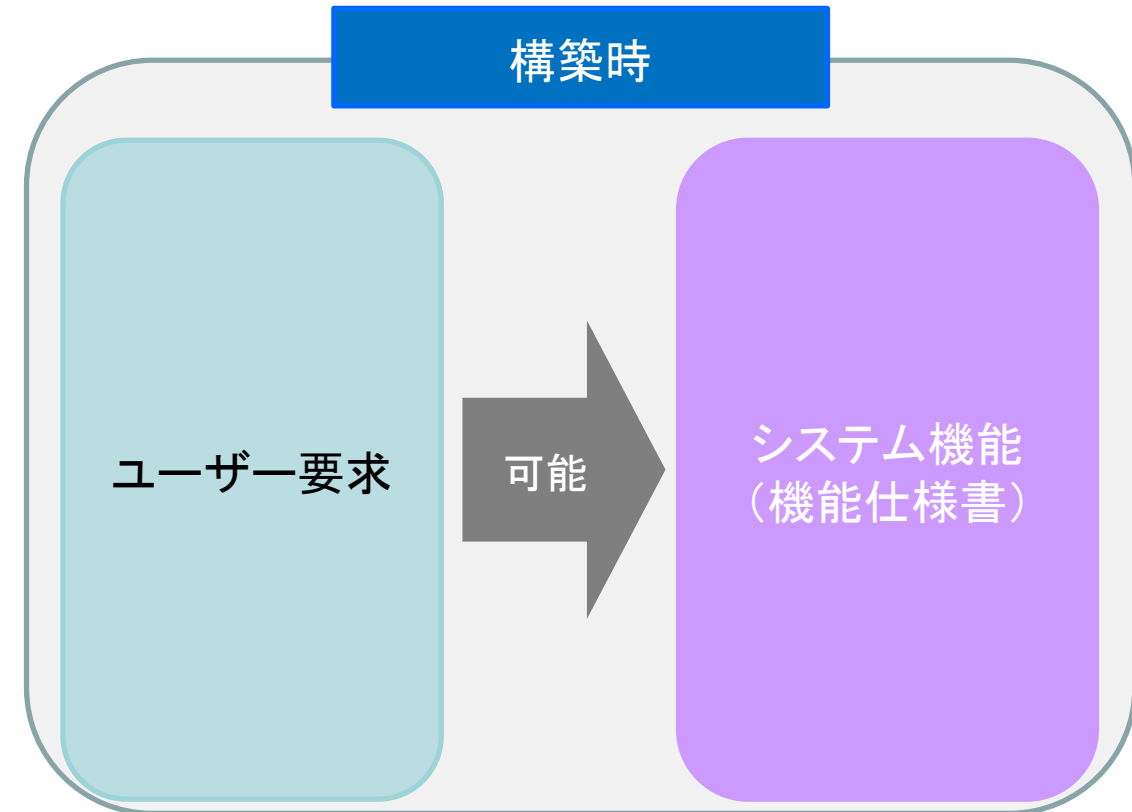 構築時
ユーザー要求
可能
システム機能
（機能仕様書）